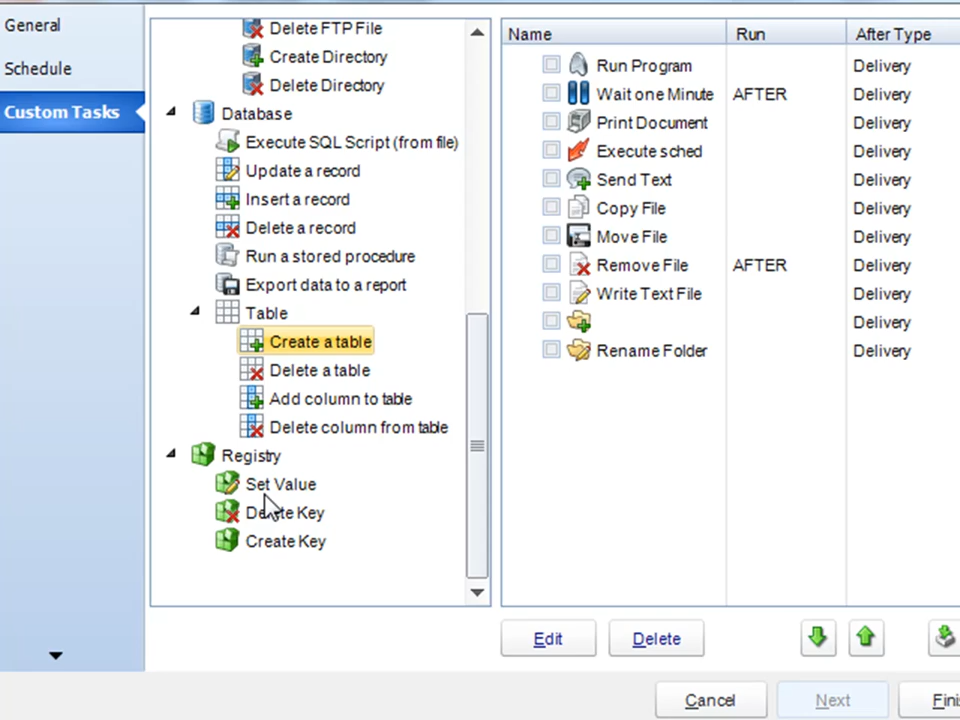 General
Schedule
Custom Tasks
Delete FTP File
Create Directory
Delete Directory
Database
Execute SQL Script (from file)
Update a record
Insert a record
Delete a record
Run a stored procedure
Export data to a report
Table
Create a table
Delete a table
Add column to table
Delete column from table
Registry
Set Value
Delete Key
Create Key
Name Run After Type
Run Program Delivery
Wait one Minute AFTER Delivery
Print Document Delivery
Execute sched Delivery
Send Text Delivery
Copy File Delivery
Move File Delivery
Remove File AFTER Delivery
Write Text File Delivery
Delivery
Rename Folder Delivery
Edit Delete
Cancel Next